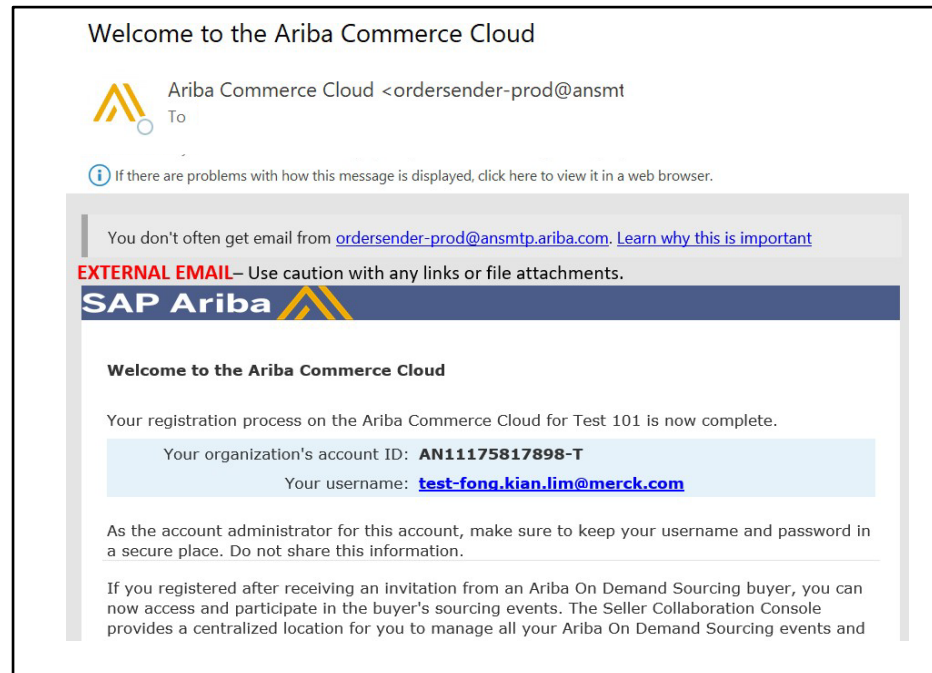 Welcome to the Ariba Commerce Cloud
Ariba Commerce Cloud <ordersender-prod@ansmt
To
If there are problems with how this message is displayed, click here to view it in a web browser.
You don't often get email from ordersender-prod@ansmtp.ariba.com. Learn why this is important
EXTERNAL EMAIL– Use caution with any links or file attachments.
SAP Ariba
Welcome to the Ariba Commerce Cloud
Your registration process on the Ariba Commerce Cloud for Test 101 is now complete.
Your organization's account ID: AN11175817898-T
Your username: test-fong.kian.lim@merck.com
As the account administrator for this account, make sure to keep your username and password in
a secure place. Do not share this information.
If you registered after receiving an invitation from an Ariba On Demand Sourcing buyer, you can
now access and participate in the buyer's sourcing events. The Seller Collaboration Console
provides a centralized location for you to manage all your Ariba On Demand Sourcing events and